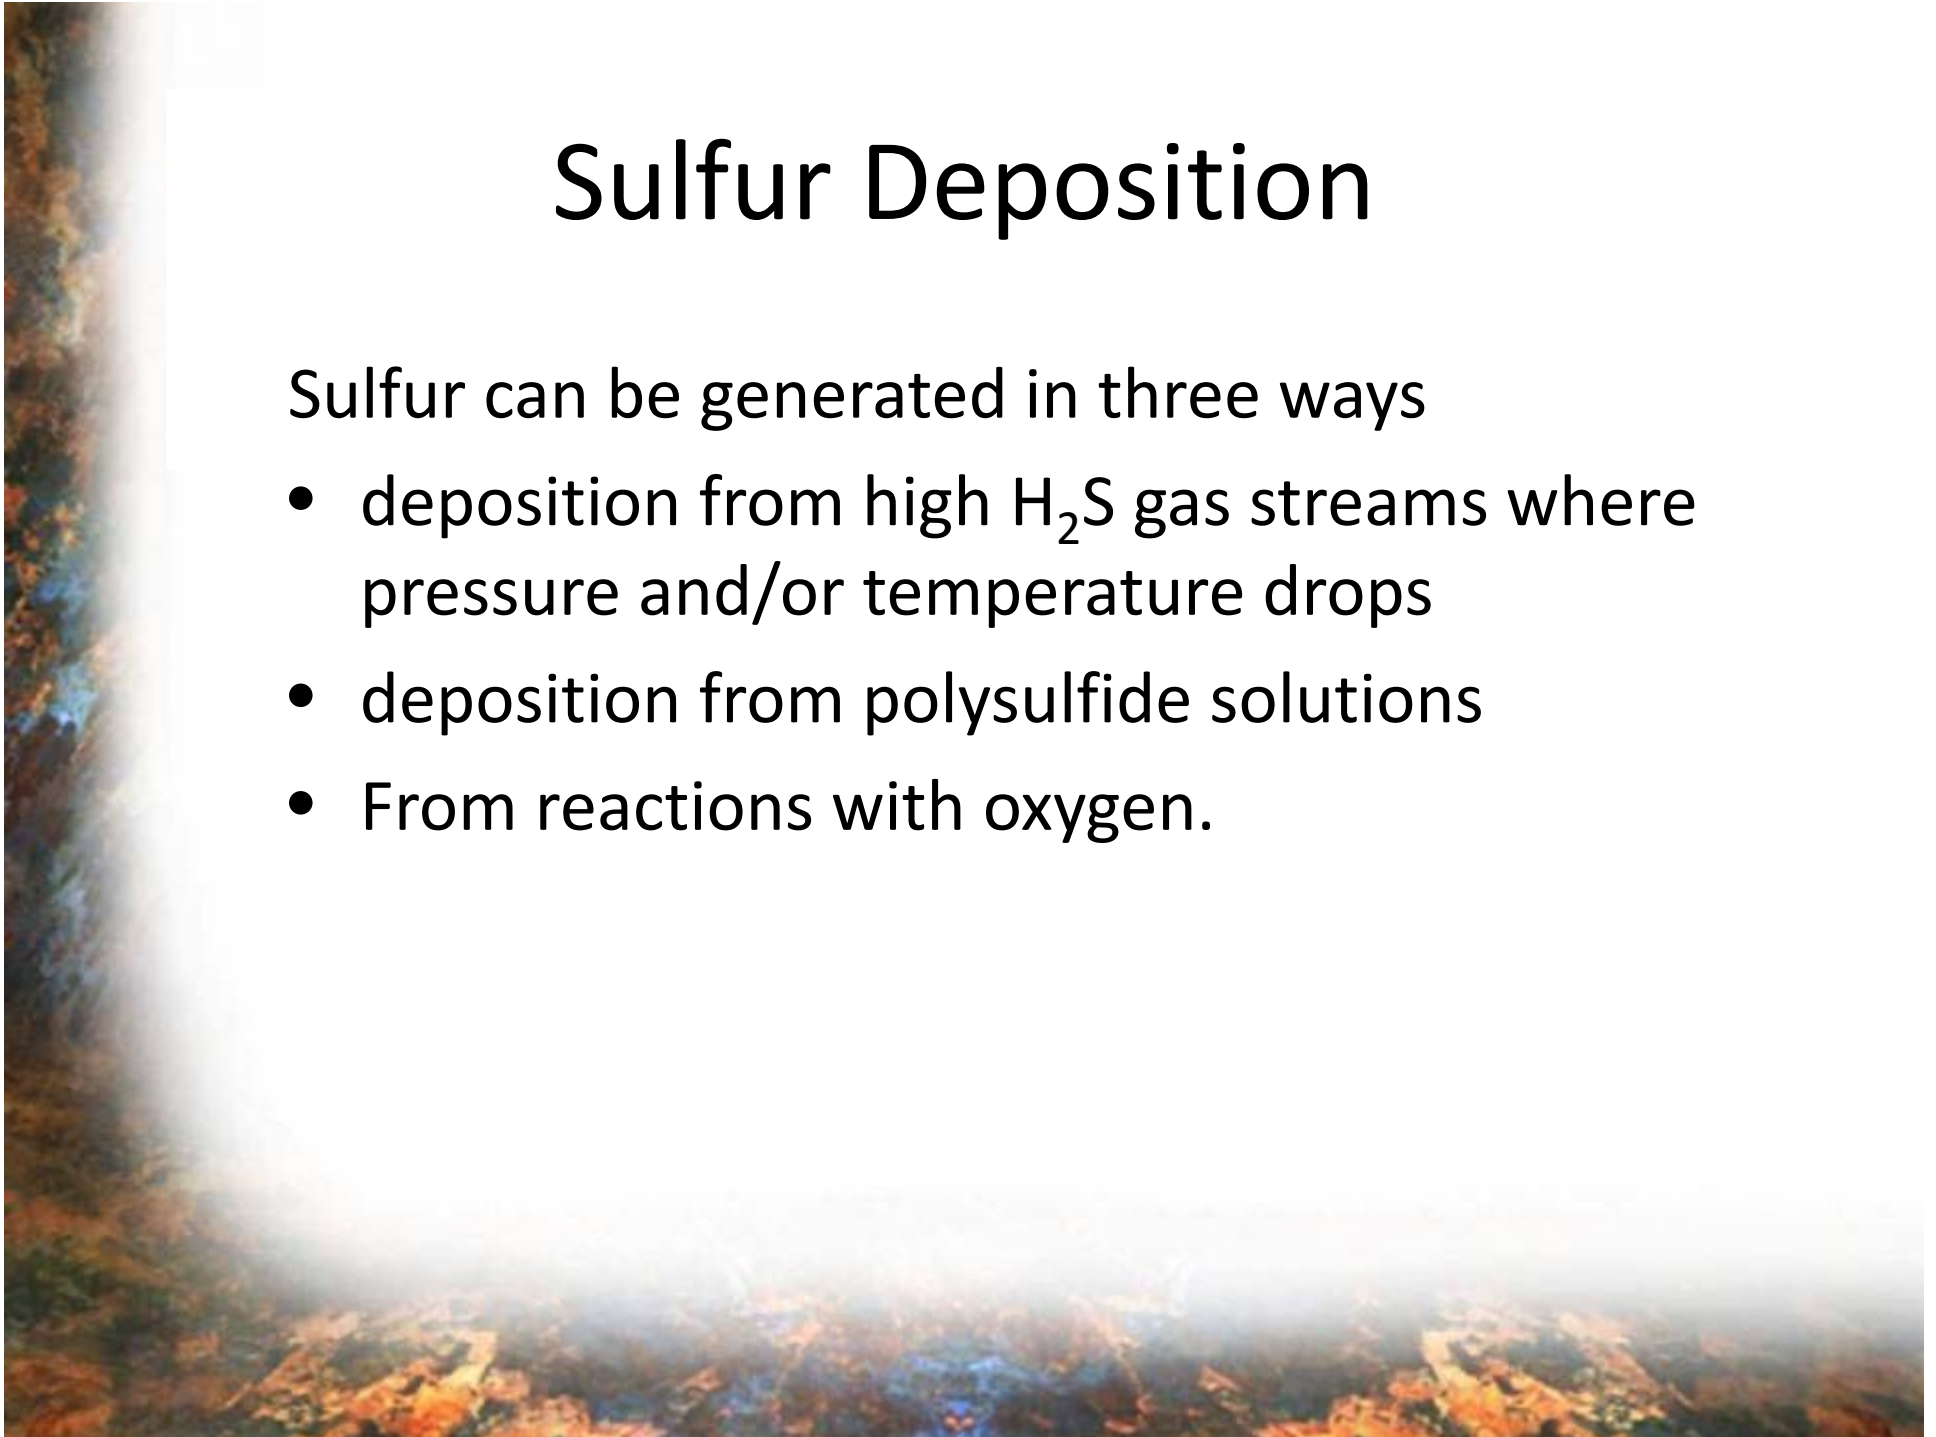 Sulfur Deposition
Sulfur can be generated in three ways
• deposition from high H₂S gas streams where
pressure and/or temperature drops
• deposition from polysulfide solutions
• From reactions with oxygen.